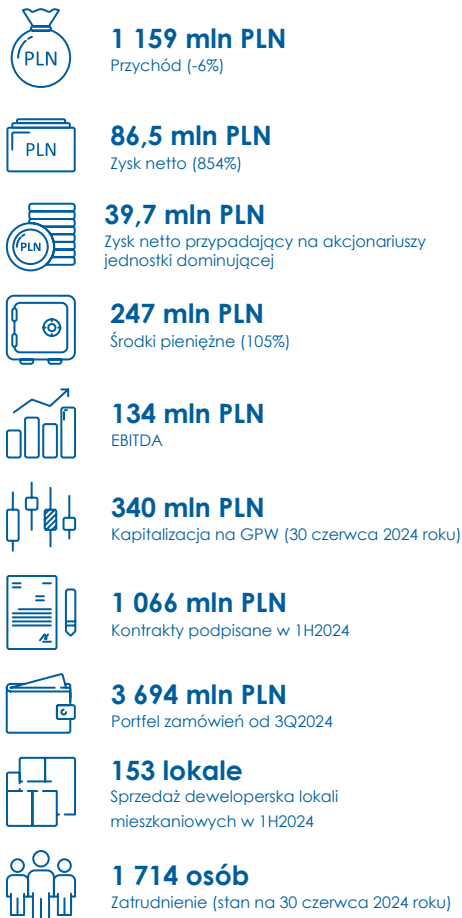 PLN
1 159 mln PLN
Przychód (-6%)
PLN
86,5 mln PLN
Zysk netto (854%)
PLN
39,7 mln PLN
Zysk netto przypadający na akcjonariuszy
jednostki dominującej
247 mln PLN
Środki pieniężne (105%)
134 mln PLN
EBITDA
340 mln PLN
Kapitalizacja na GPW (30 czerwca 2024 roku)
1 066 mln PLN
Kontrakty podpisane w 1H2024
3 694 mln PLN
Portfel zamówień od 3Q2024
153 lokale
Sprzedaż deweloperska lokali
mieszkaniowych w 1H2024
1 714 osób
Zatrudnienie (stan na 30 czerwca 2024 roku)